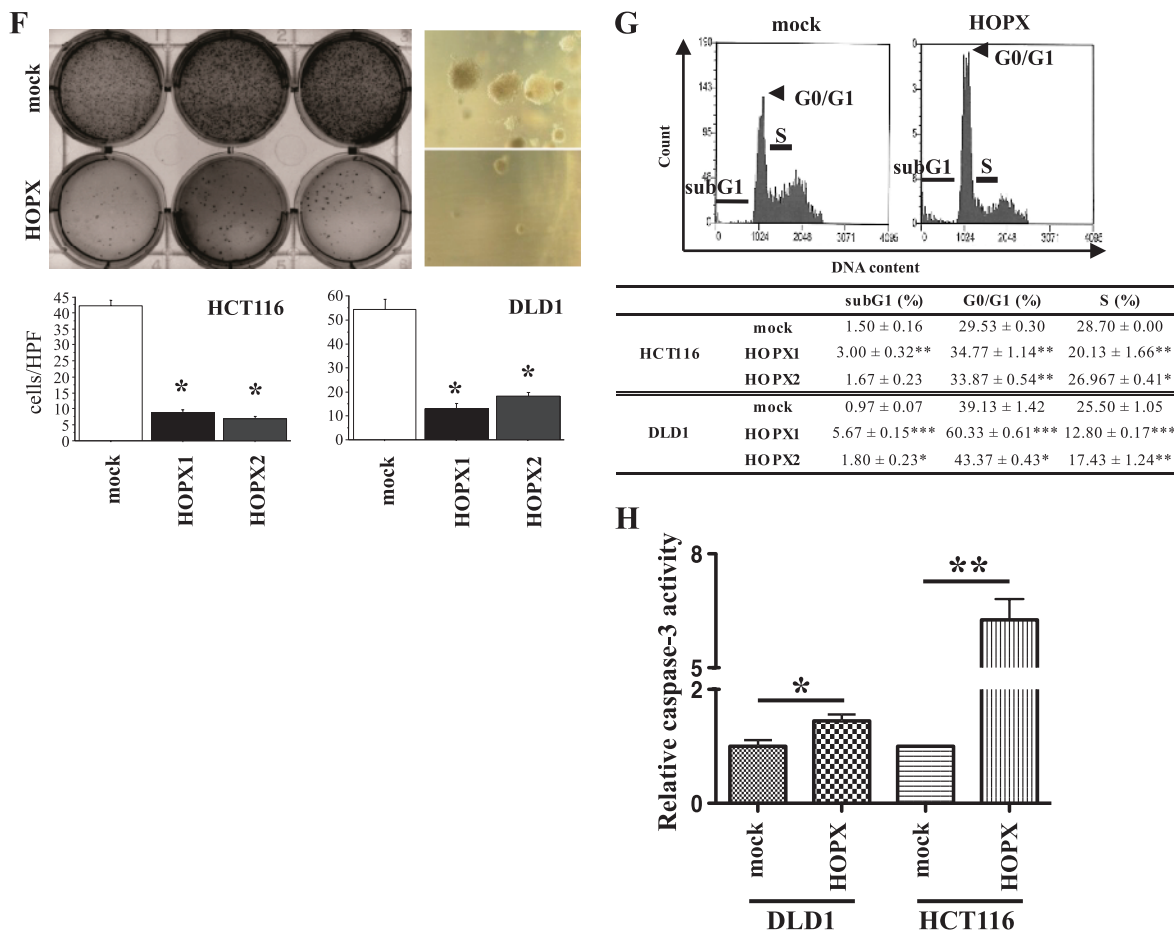 F
mock
HOPX
HCT116
cells/HPF
45
40
35
30
25
20
15
10
5
0
mock
HOPX1
HOPX2
*
*
DLD1
60
50
40
30
20
10
0
mock
HOPX1
HOPX2
*
*
G
mock
HOPX
Count
190
143
95
48
0
G0/G1
S
subG1
0 1024 2048 3071 4095
G0/G1
S
subG1
0 1024 2048 3071 4095
DNA content
subG1 (%) G0/G1 (%) S (%)
mock 1.50 ± 0.16 29.53 ± 0.30 28.70 ± 0.00
HCT116 HOPX1 3.00 ± 0.32** 34.77 ± 1.14** 20.13 ± 1.66**
HOPX2 1.67 ± 0.23 33.87 ± 0.54** 26.967 ± 0.41*
mock 0.97 ± 0.07 39.13 ± 1.42 25.50 ± 1.05
DLD1 HOPX1 5.67 ± 0.15*** 60.33 ± 0.61*** 12.80 ± 0.17***
HOPX2 1.80 ± 0.23* 43.37 ± 0.43* 17.43 ± 1.24**
H
Relative caspase-3 activity
8
5
2
0
*
**
mock
HOPX
mock
HOPX
DLD1 HCT116